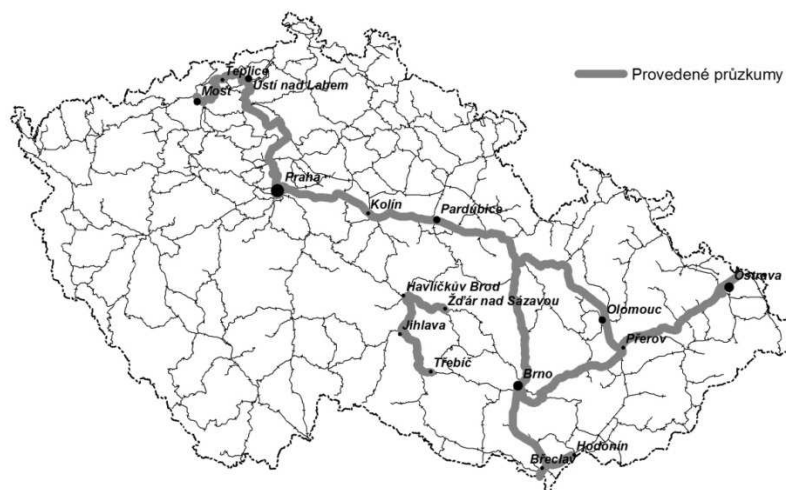 Teplice
Ústí nad Labem
Most
Provedené průzkumy
Praha
Kolín
Pardubice
Havlíčkův Brod
Žďár nad Sázavou
Ostrava
Jihlava
Olomouc
Přerov
Třebíč
Brno
Hodonín
Břeclav